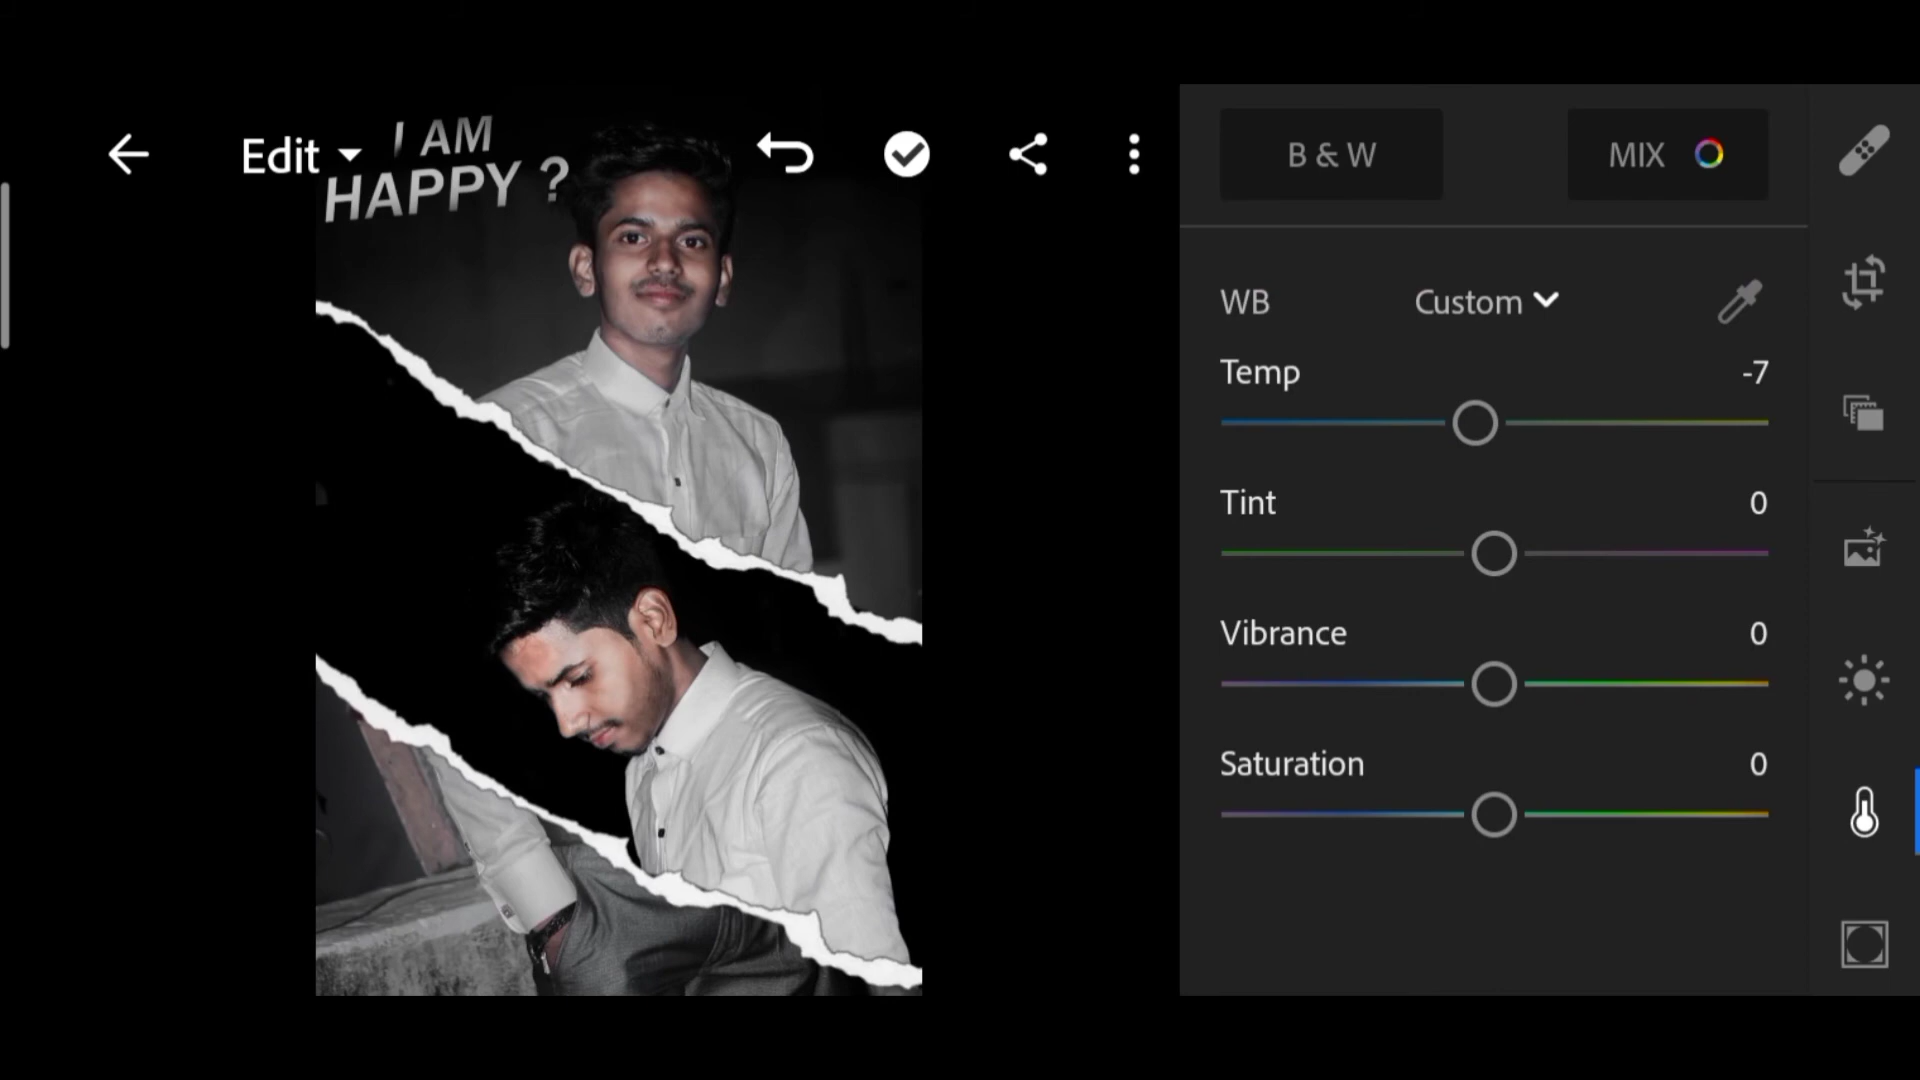 Edit
I AM
HAPPY ?
B & W
MIX
WB
Custom
Temp
-7
Tint
0
Vibrance
0
Saturation
0